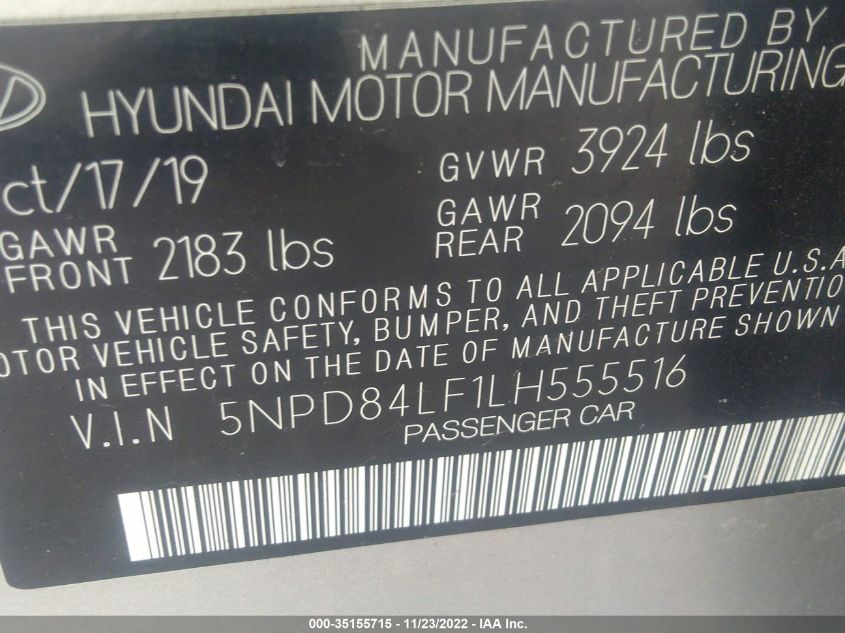 MANUFACTURED BY
HYUNDAI MOTOR MANUFACTURING
ct/17/19 GVWR 3924 lbs
GAWR FRONT 2183 lbs GAWR REAR 2094 lbs
THIS VEHICLE CONFORMS TO ALL APPLICABLE U.S.A
OTOR VEHICLE SAFETY, BUMPER, AND THEFT PREVENTIO
IN EFFECT ON THE DATE OF MANUFACTURE SHOWN
V.I.N 5NPD84LF1LH555516
PASSENGER CAR
000-35155715 - 11/23/2022 - IAA Inc.